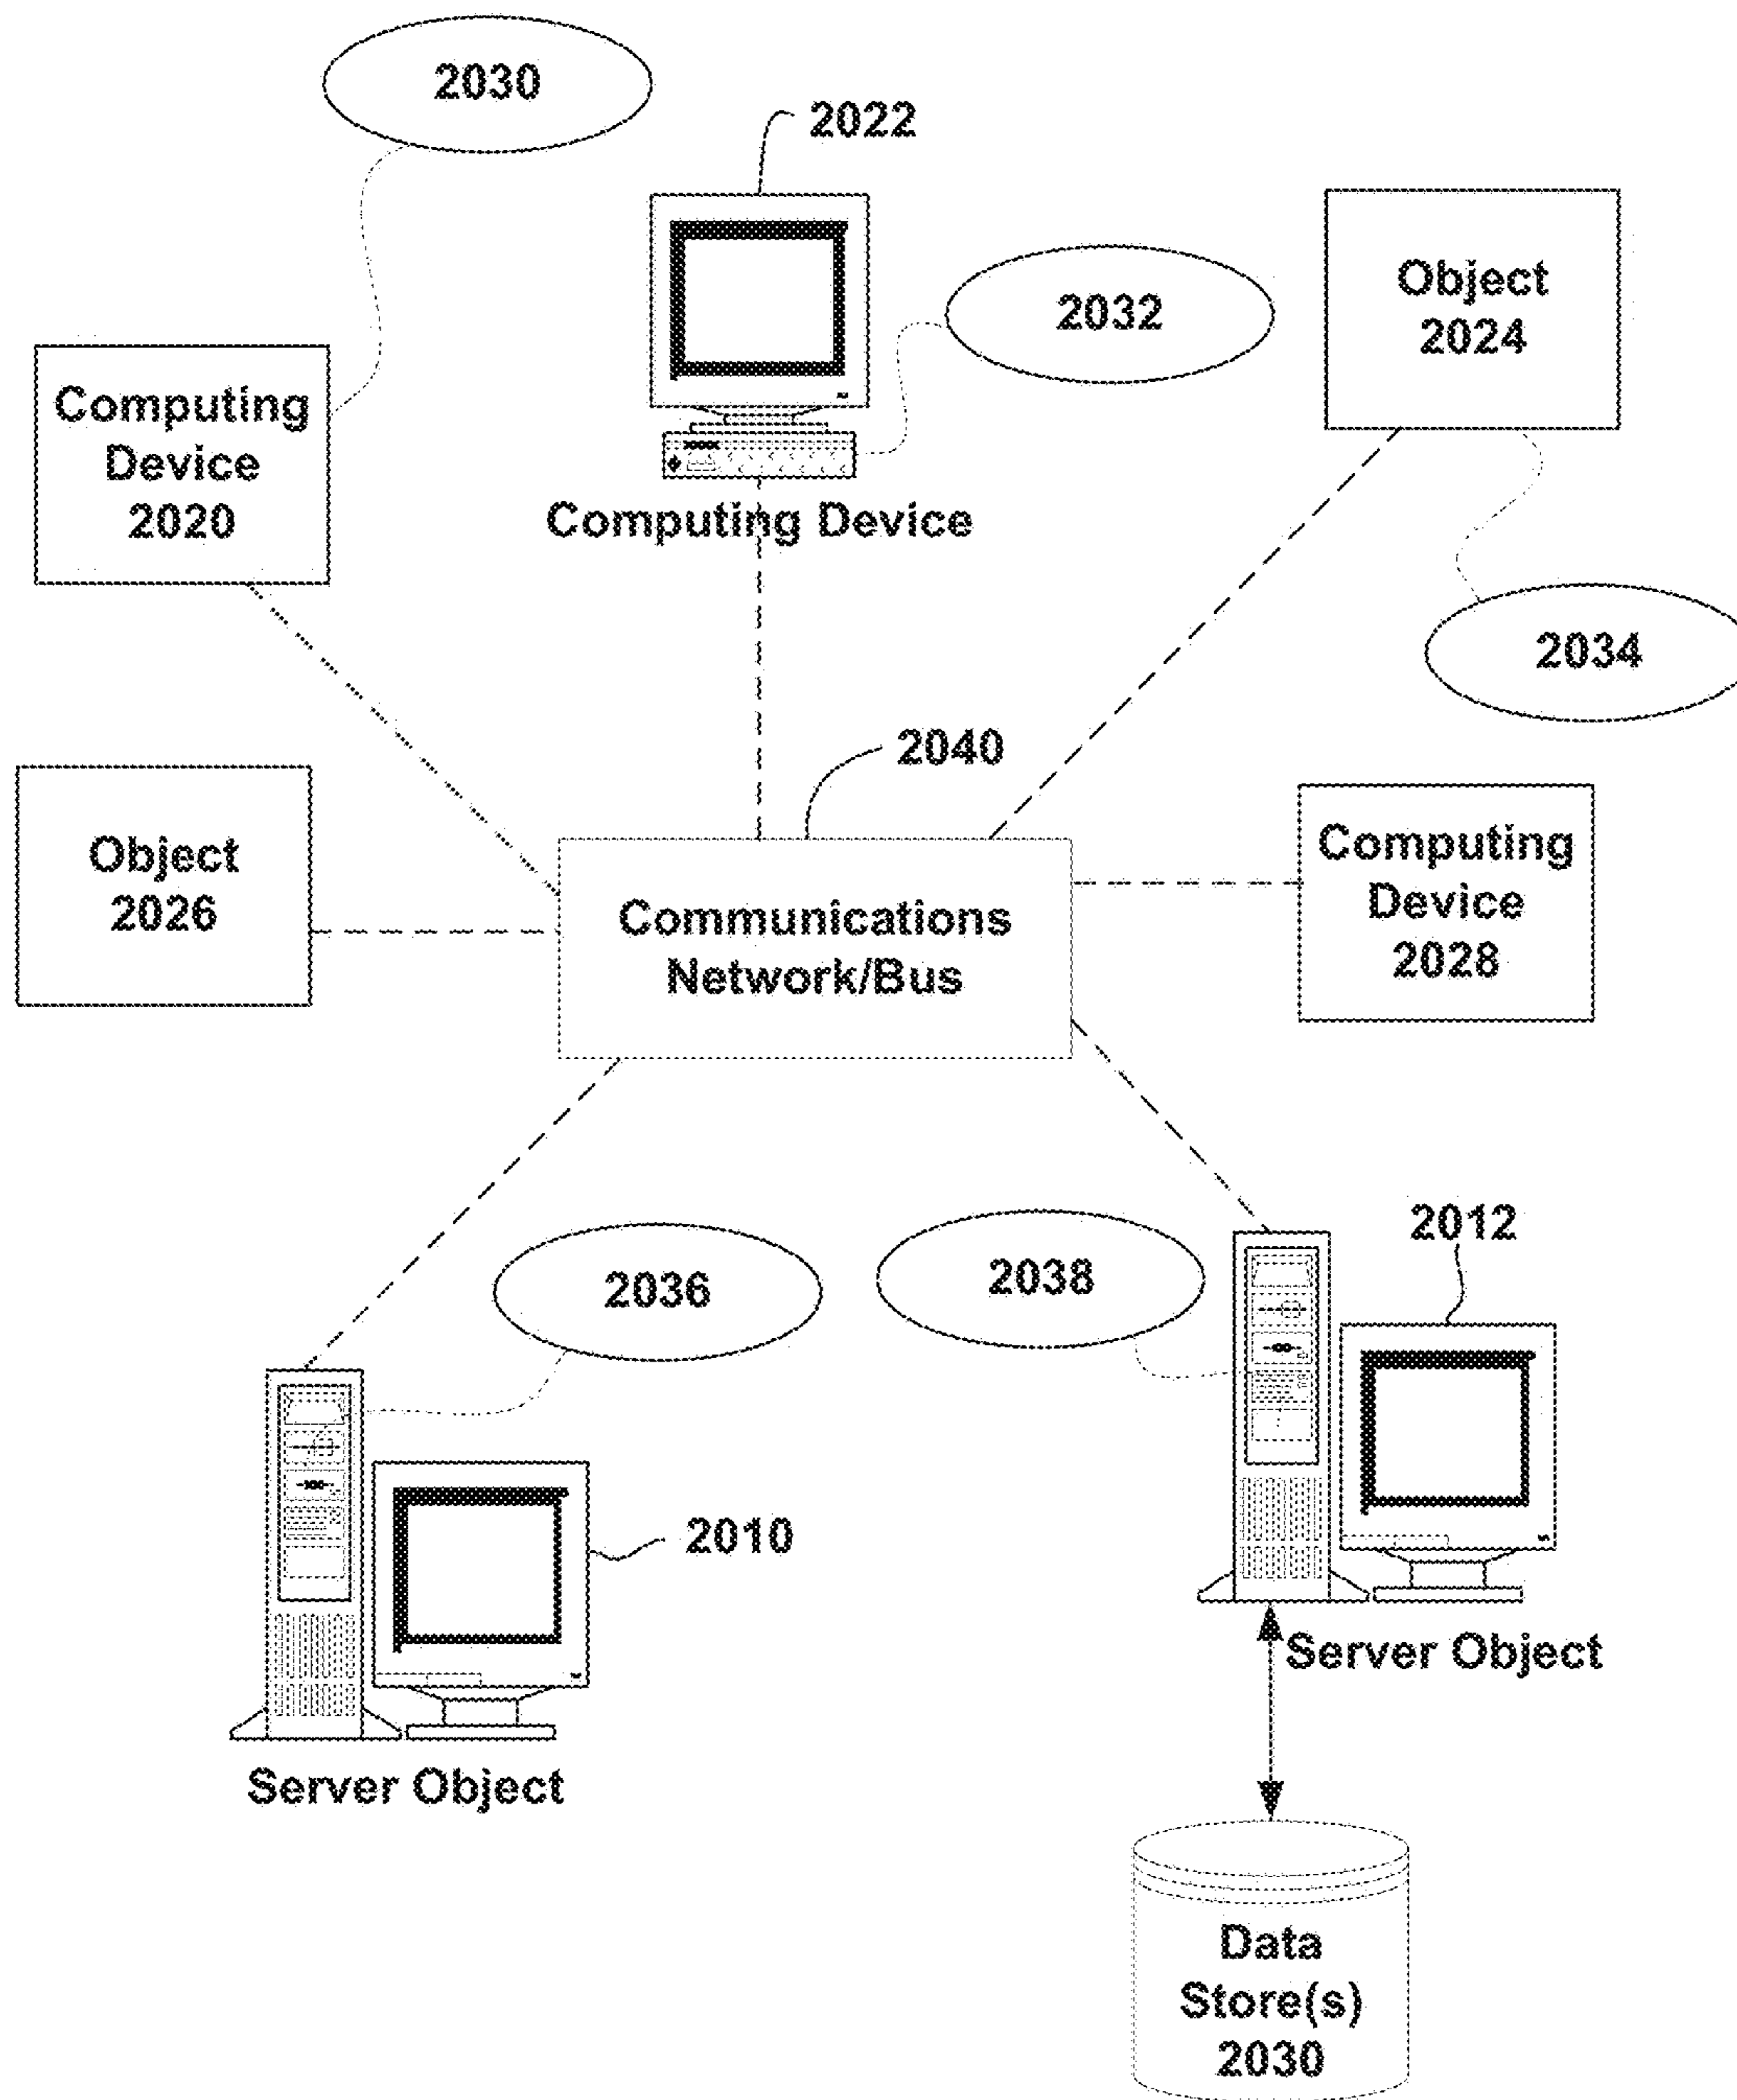 2030
2022
Object
2024
2032
Computing
Device
2020
Computing Device
2034
2040
Object
2026
Computing
Device
2028
Communications
Network/Bus
2012
2036
2038
2010
Server Object
Server Object
Data
Store(s)
2030